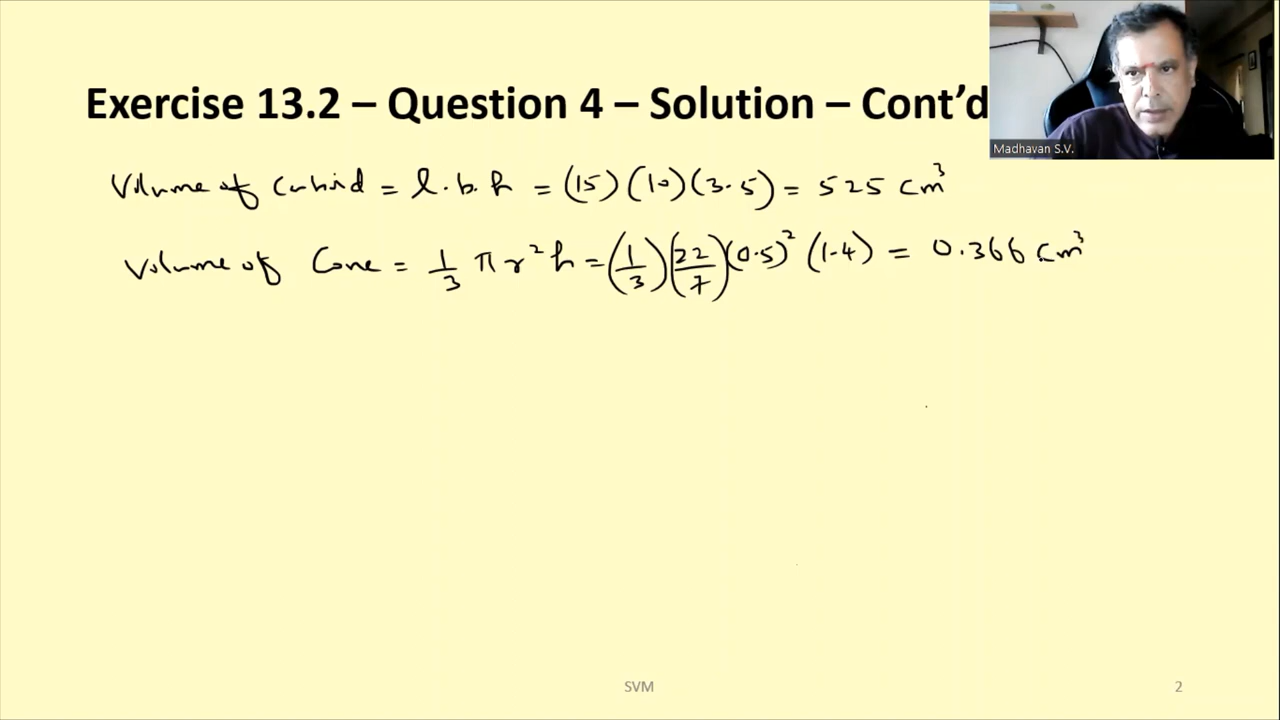 Exercise 13.2 – Question 4 – Solution – Cont’d
Madhavan S.V.
Volume of Cuboid = l.b.h = (15)(10)(3.5) = 525 cm³
Volume of Cone = 1/3 π r² h = (1/3)(22/7)(0.5)² (1.4) = 0.366 cm³
SVM
2